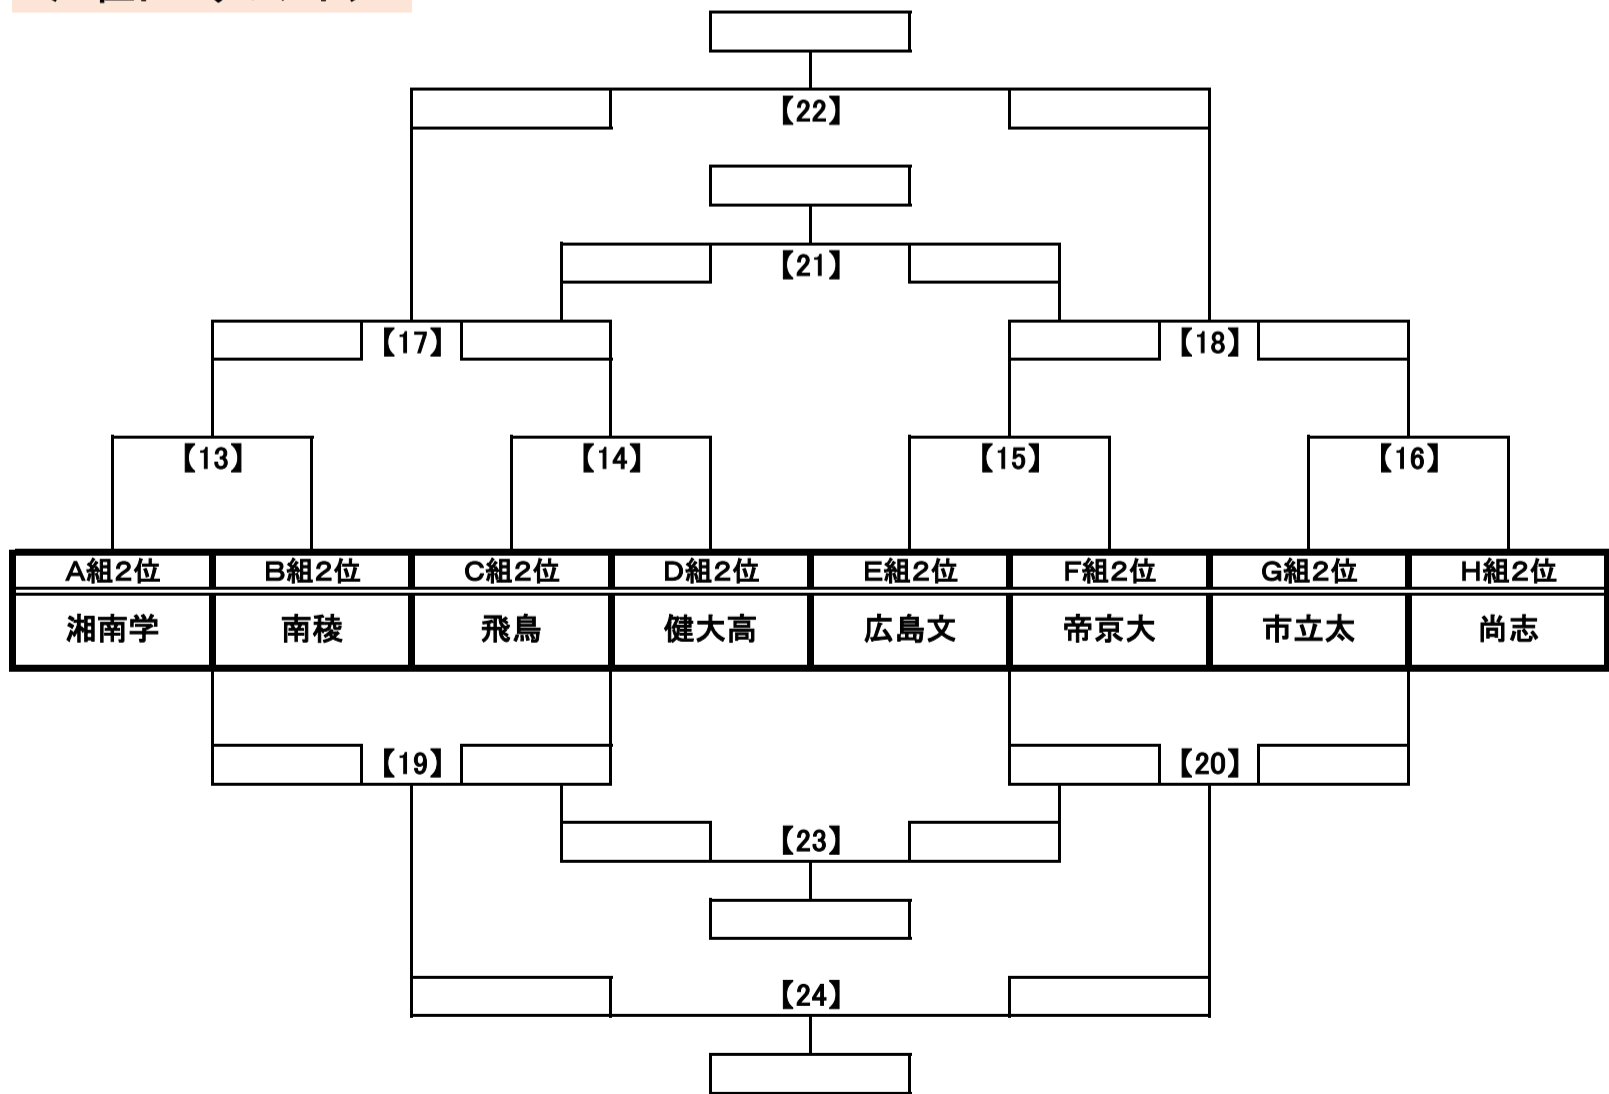 【22】
【21】
【17】 【18】
【13】 【14】 【15】 【16】
A組2位 B組2位 C組2位 D組2位 E組2位 F組2位 G組2位 H組2位
湘南学 南稜 飛鳥 健大高 広島文 帝京大 市立太 尚志
【19】 【20】
【23】
【24】